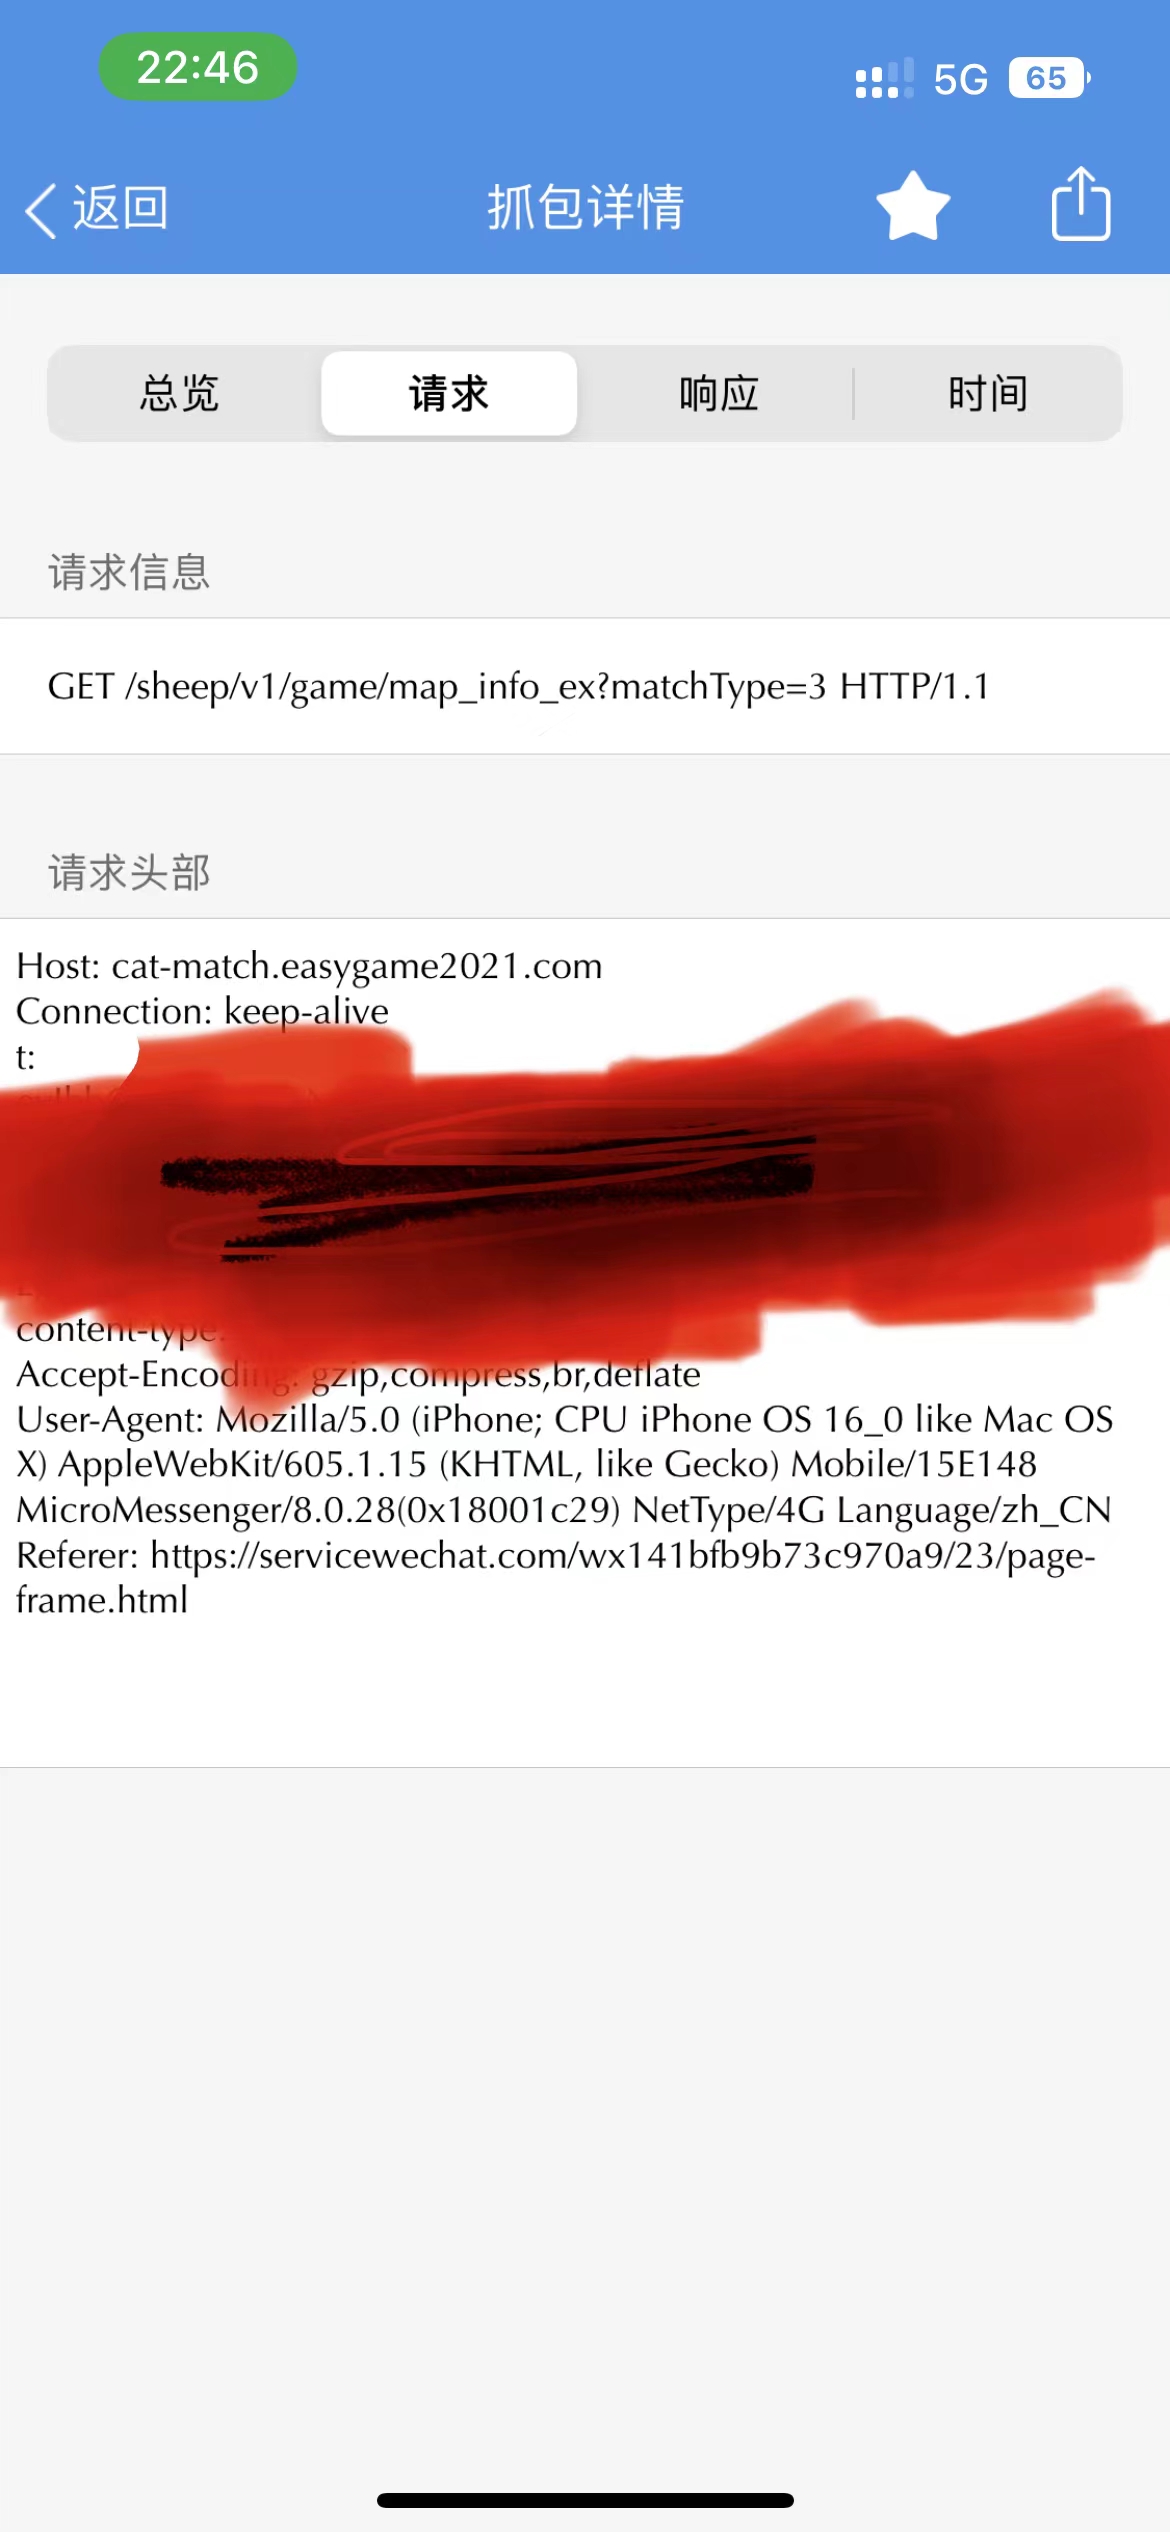 22:46
5G 65
返回
抓包详情
总览
请求
响应
时间
请求信息
GET /sheep/v1/game/map_info_ex?matchType=3 HTTP/1.1
请求头部
Host: cat-match.easygame2021.com
Connection: keep-alive
t:
content-type:
Accept-Encoding: gzip,compress,br,deflate
User-Agent: Mozilla/5.0 (iPhone; CPU iPhone OS 16_0 like Mac OS
X) AppleWebKit/605.1.15 (KHTML, like Gecko) Mobile/15E148
MicroMessenger/8.0.28(0x18001c29) NetType/4G Language/zh_CN
Referer: https://servicewechat.com/wx141bfb9b73c970a9/23/page-
frame.html